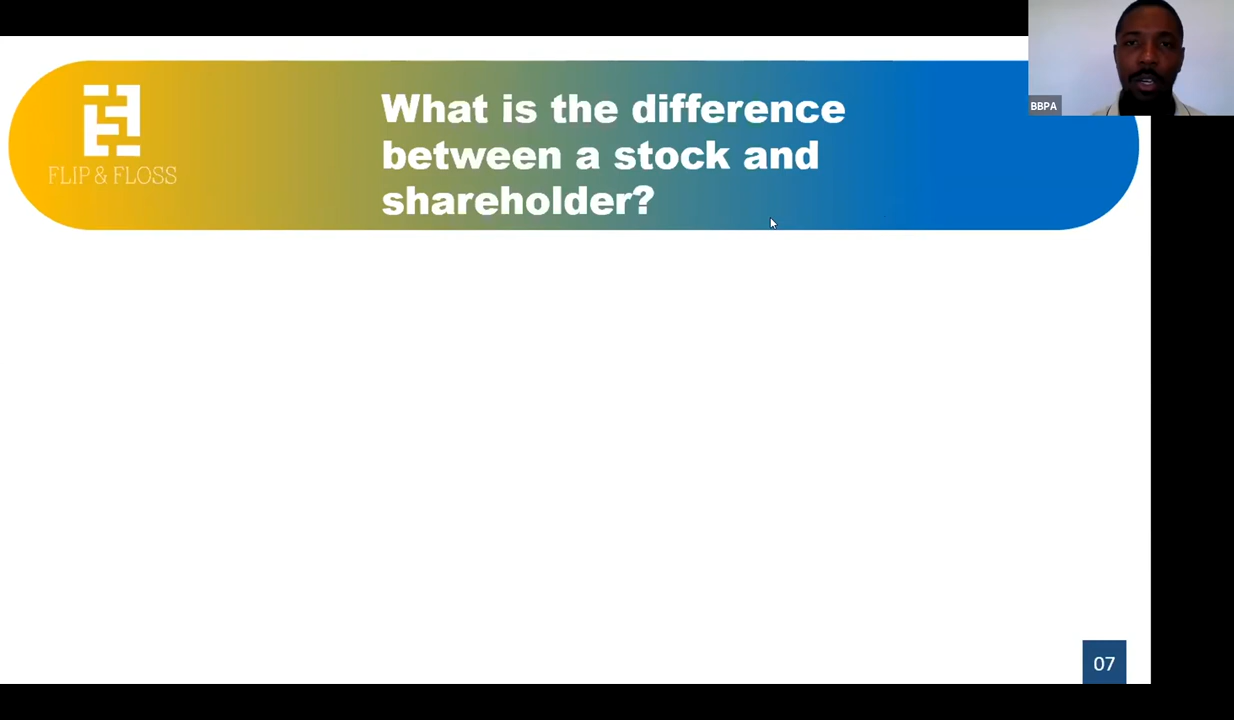 What is the difference
between a stock and
shareholder?
FLIP & FLOSS
BBPA
07